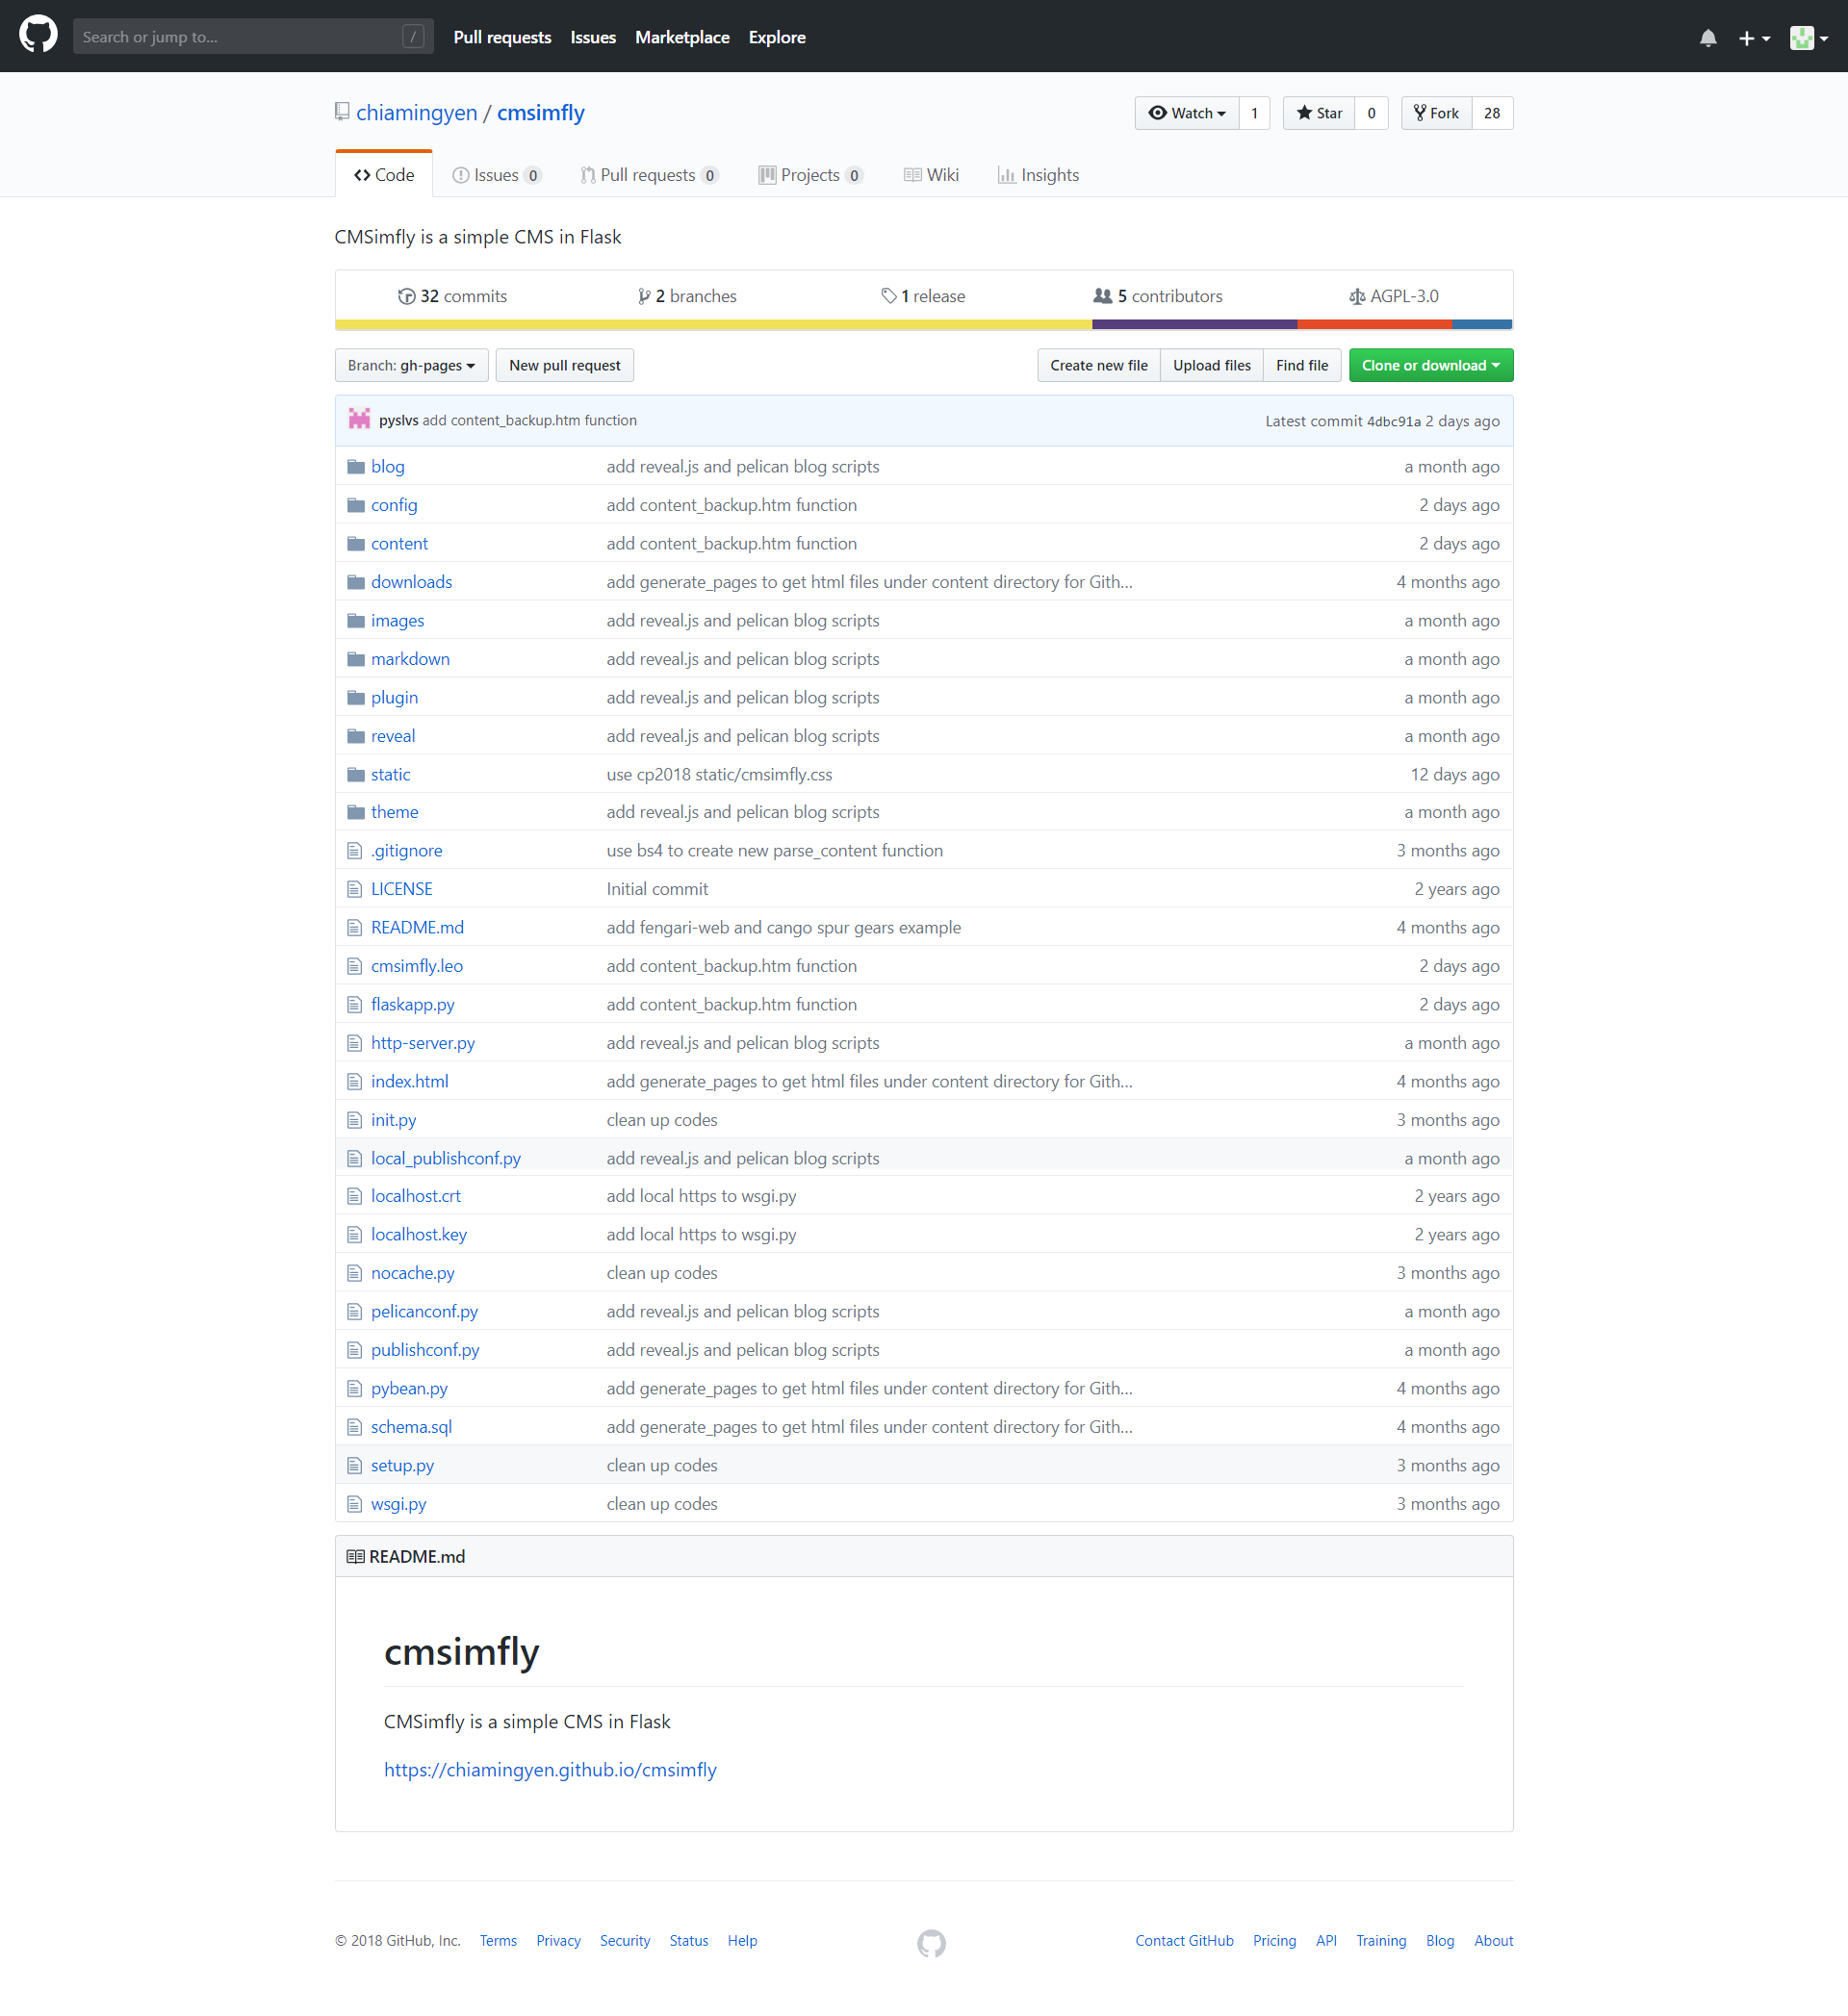 Search or jump to... / Pull requests Issues Marketplace Explore
chiamingyen / cmsimfly Watch 1 Star 0 Fork 28
Code Issues 0 Pull requests 0 Projects 0 Wiki Insights
CMSimfly is a simple CMS in Flask
32 commits 2 branches 1 release 5 contributors AGPL-3.0
Branch: gh-pages New pull request Create new file Upload files Find file Clone or download
pyslvs add content_backup.htm function Latest commit 4dbc91a 2 days ago
blog add reveal.js and pelican blog scripts a month ago
config add content_backup.htm function 2 days ago
content add content_backup.htm function 2 days ago
downloads add generate_pages to get html files under content directory for Gith... 4 months ago
images add reveal.js and pelican blog scripts a month ago
markdown add reveal.js and pelican blog scripts a month ago
plugin add reveal.js and pelican blog scripts a month ago
reveal add reveal.js and pelican blog scripts a month ago
static use cp2018 static/cmsimfly.css 12 days ago
theme add reveal.js and pelican blog scripts a month ago
.gitignore use bs4 to create new parse_content function 3 months ago
LICENSE Initial commit 2 years ago
README.md add fengari-web and cango spur gears example 4 months ago
cmsimfly.leo add content_backup.htm function 2 days ago
flaskapp.py add content_backup.htm function 2 days ago
http-server.py add reveal.js and pelican blog scripts a month ago
index.html add generate_pages to get html files under content directory for Gith... 4 months ago
init.py clean up codes 3 months ago
local_publishconf.py add reveal.js and pelican blog scripts a month ago
localhost.crt add local https to wsgi.py 2 years ago
localhost.key add local https to wsgi.py 2 years ago
nocache.py clean up codes 3 months ago
pelicanconf.py add reveal.js and pelican blog scripts a month ago
publishconf.py add reveal.js and pelican blog scripts a month ago
pybean.py add generate_pages to get html files under content directory for Gith... 4 months ago
schema.sql add generate_pages to get html files under content directory for Gith... 4 months ago
setup.py clean up codes 3 months ago
wsgi.py clean up codes 3 months ago
README.md
cmsimfly
CMSimfly is a simple CMS in Flask
https://chiamingyen.github.io/cmsimfly
© 2018 GitHub, Inc. Terms Privacy Security Status Help Contact GitHub Pricing API Training Blog About